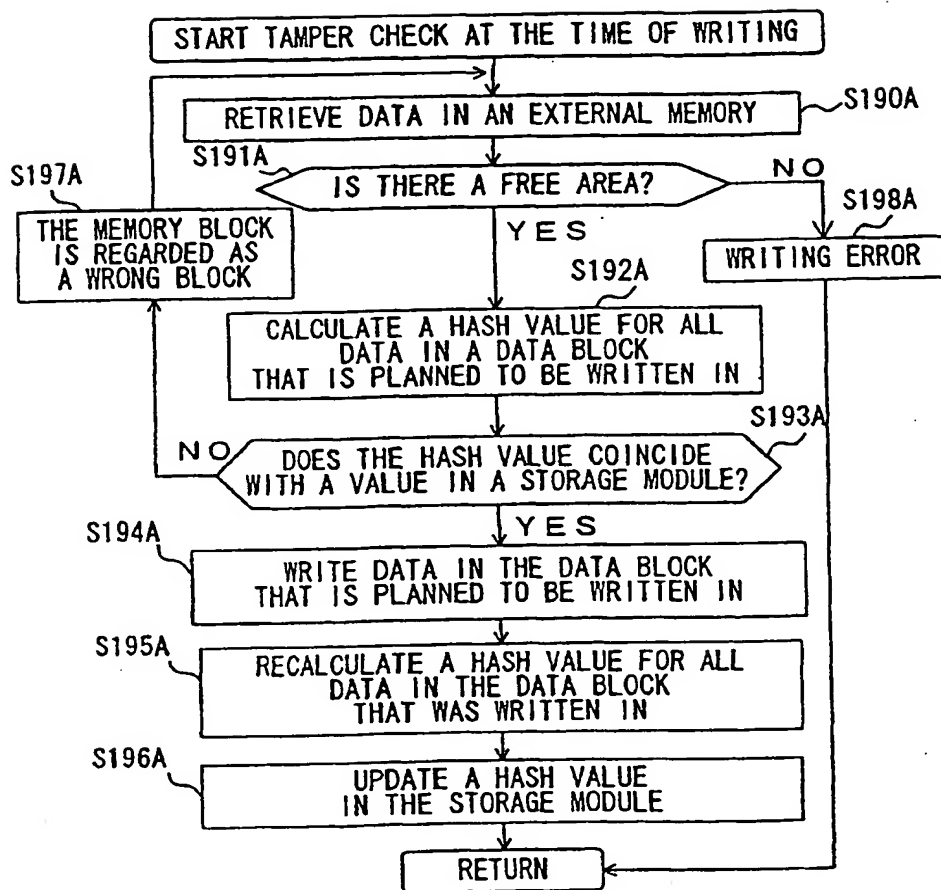 START TAMPER CHECK AT THE TIME OF WRITING
S190A
RETRIEVE DATA IN AN EXTERNAL MEMORY
S191A
IS THERE A FREE AREA?
NO
YES
S197A
THE MEMORY BLOCK
IS REGARDED AS
A WRONG BLOCK
S198A
WRITING ERROR
S192A
CALCULATE A HASH VALUE FOR ALL
DATA IN A DATA BLOCK
THAT IS PLANNED TO BE WRITTEN IN
S193A
NO
DOES THE HASH VALUE COINCIDE
WITH A VALUE IN A STORAGE MODULE?
YES
S194A
WRITE DATA IN THE DATA BLOCK
THAT IS PLANNED TO BE WRITTEN IN
S195A
RECALCULATE A HASH VALUE FOR ALL
DATA IN THE DATA BLOCK
THAT WAS WRITTEN IN
S196A
UPDATE A HASH VALUE
IN THE STORAGE MODULE
RETURN